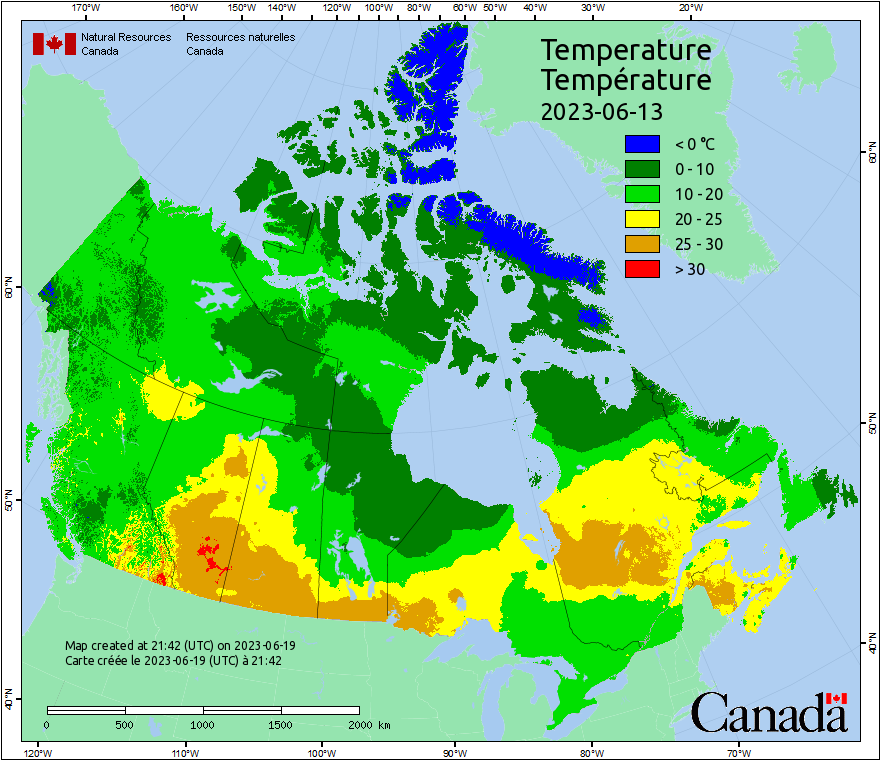 170°W 160°W 150°W 140°W 130°W 120°W 110°W 100°W 80°W 60°W 50°W 40°W 30°W 20°W
Natural Resources Ressources naturelles
Canada Canada
Temperature
Température
2023-06-13
< 0 °C
0 - 10
10 - 20
20 - 25
25 - 30
> 30
60°N
60°N
50°N
50°N
40°N
40°N
Map created at 21:42 (UTC) on 2023-06-19
Carte créée le 2023-06-19 (UTC) à 21:42
0 500 1000 1500 2000 km
Canada
120°W 110°W 100°W 90°W 80°W 70°W